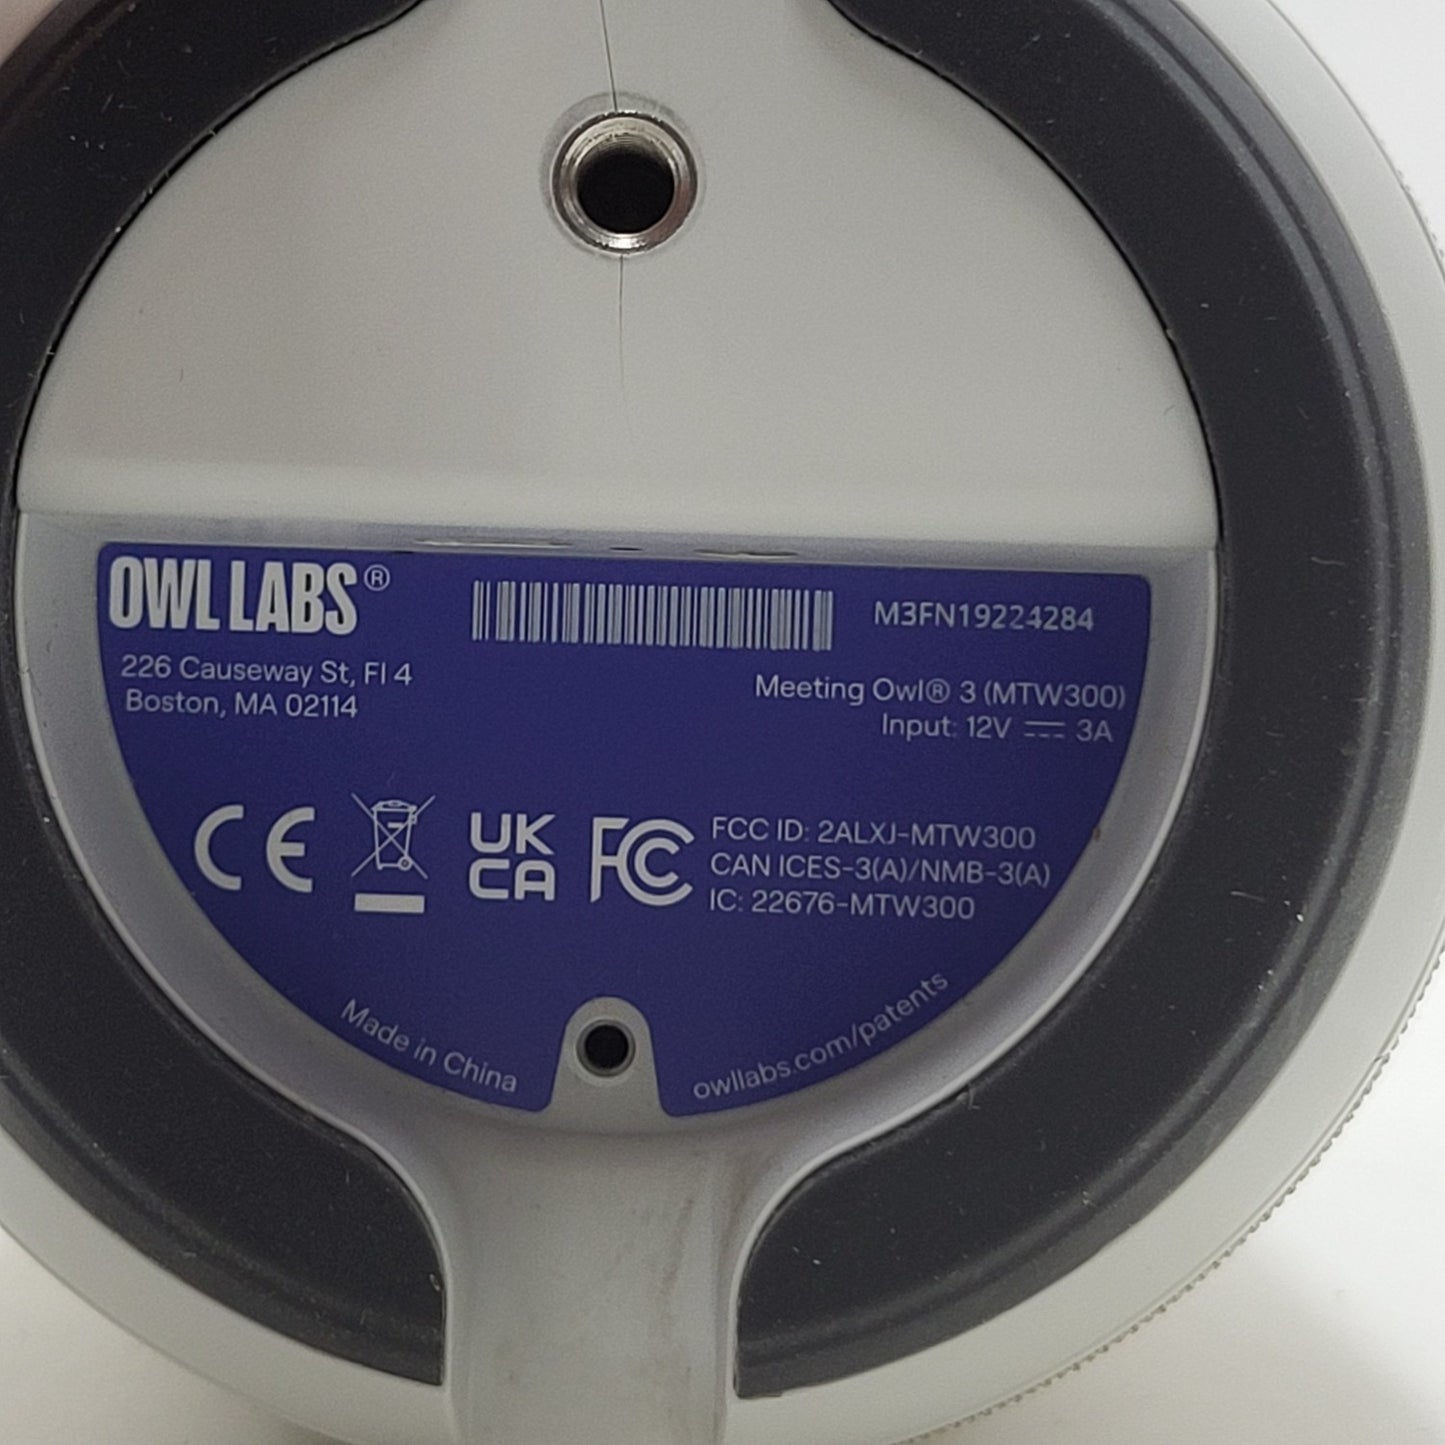 OWL LABS®
226 Causeway St, Fl 4
Boston, MA 02114
M3FN19224284
Meeting Owl® 3 (MTW300)
Input: 12V ⎓ 3A
CE
UK
CA
FC
FCC ID: 2ALXJ-MTW300
CAN ICES-3(A)/NMB-3(A)
IC: 22676-MTW300
Made in China
owllabs.com/patents